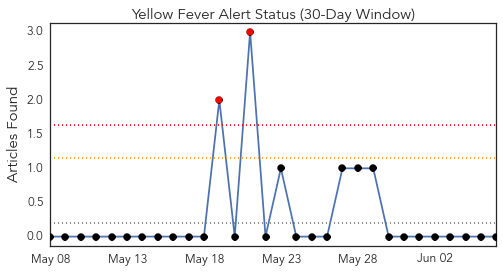 Yellow Fever Alert Status (30-Day Window)
Articles Found
3.0
2.5
2.0
1.5
1.0
0.5
0.0
May 08 May 13 May 18 May 23 May 28 Jun 02